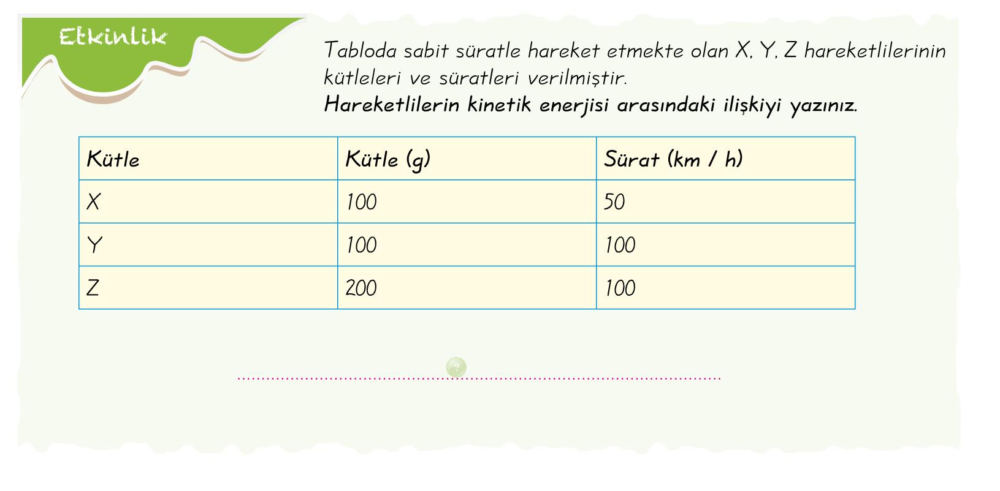 Etkinlik
Tabloda sabit süratle hareket etmekte olan X, Y, Z hareketlilerinin
kütleleri ve süratleri verilmiştir.
Hareketlilerin kinetik enerjisi arasındaki ilişkiyi yazınız.
Kütle Kütle (g) Sürat (km / h)
X 100 50
Y 100 100
Z 200 100
?